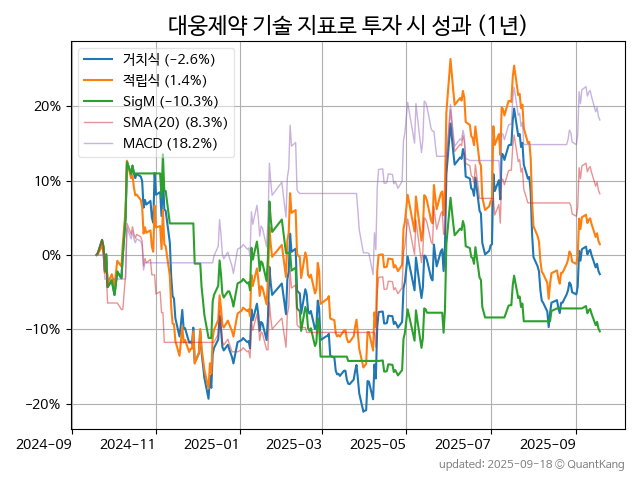 대웅제약 기술 지표로 투자 시 성과 (1년)
거치식 (−2.6%)
적립식 (1.4%)
SigM (−10.3%)
SMA(20) (8.3%)
MACD (18.2%)
20%
10%
0%
−10%
−20%
2024-09 2024-11 2025-01 2025-03 2025-05 2025-07 2025-09
updated: 2025-09-18 © QuantKang